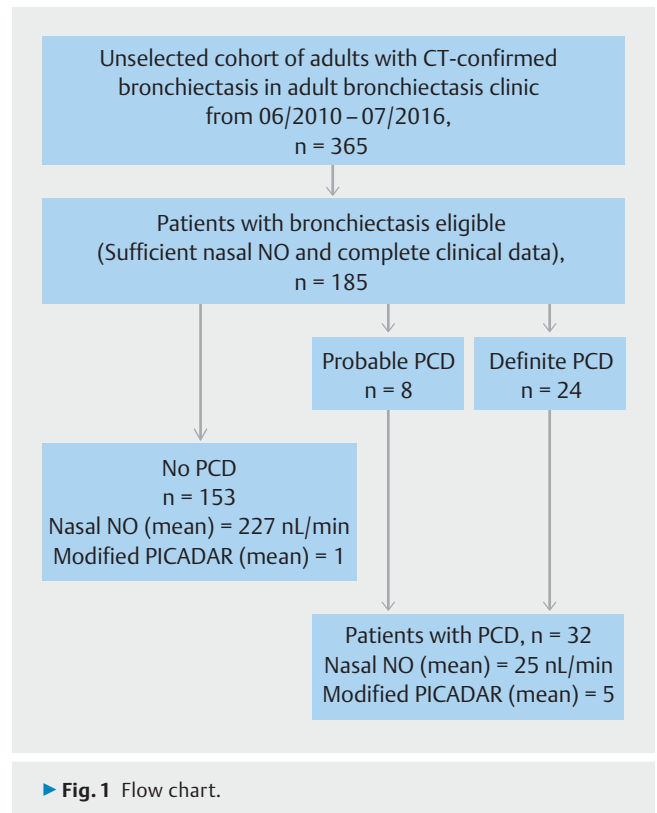 Unselected cohort of adults with CT-confirmed
bronchiectasis in adult bronchiectasis clinic
from 06/2010 – 07/2016,
n = 365
Patients with bronchiectasis eligible
(Sufficient nasal NO and complete clinical data),
n = 185
Probable PCD
n = 8
Definite PCD
n = 24
No PCD
n = 153
Nasal NO (mean) = 227 nL/min
Modified PICADAR (mean) = 1
Patients with PCD, n = 32
Nasal NO (mean) = 25 nL/min
Modified PICADAR (mean) = 5
▶ Fig. 1 Flow chart.